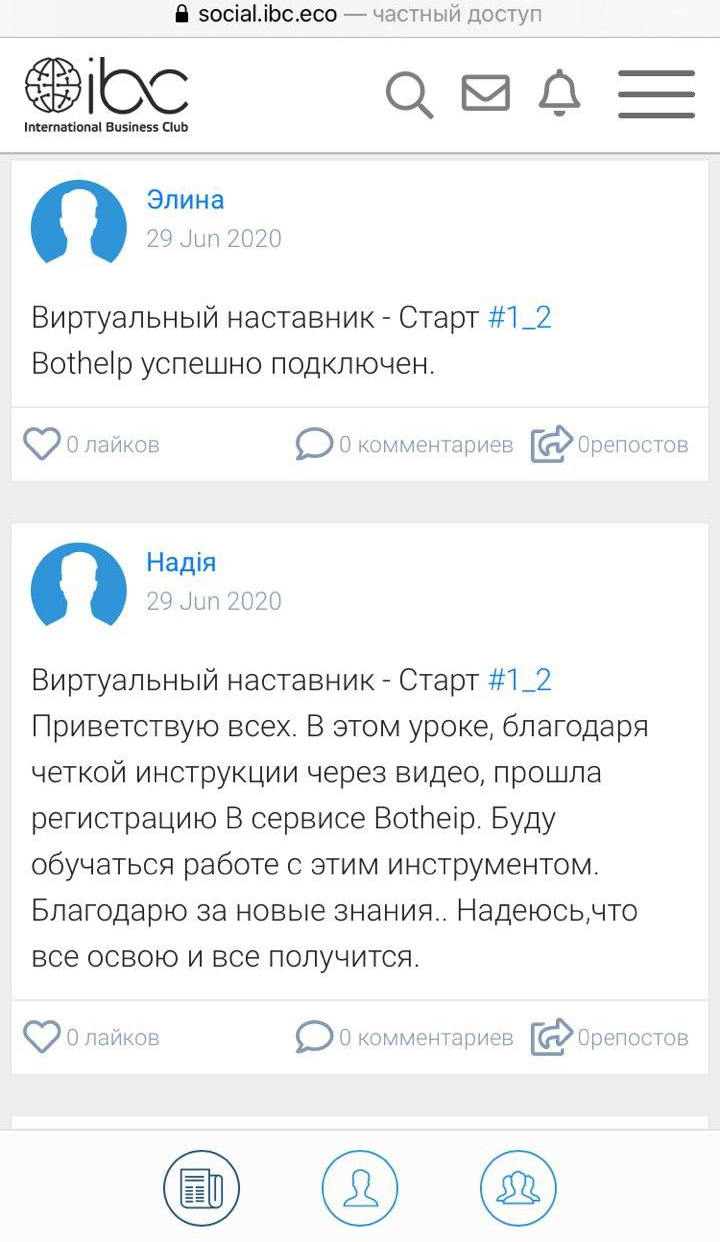 social.ibc.eco — частный доступ
ibc
International Business Club
Элина
29 Jun 2020
Виртуальный наставник - Старт #1_2
Bothelp успешно подключен.
0 лайков 0 комментариев 0репостов
Надія
29 Jun 2020
Виртуальный наставник - Старт #1_2
Приветствую всех. В этом уроке, благодаря
четкой инструкции через видео, прошла
регистрацию В сервисе Botheip. Буду
обучаться работе с этим инструментом.
Благодарю за новые знания.. Надеюсь,что
все освою и все получится.
0 лайков 0 комментариев 0репостов